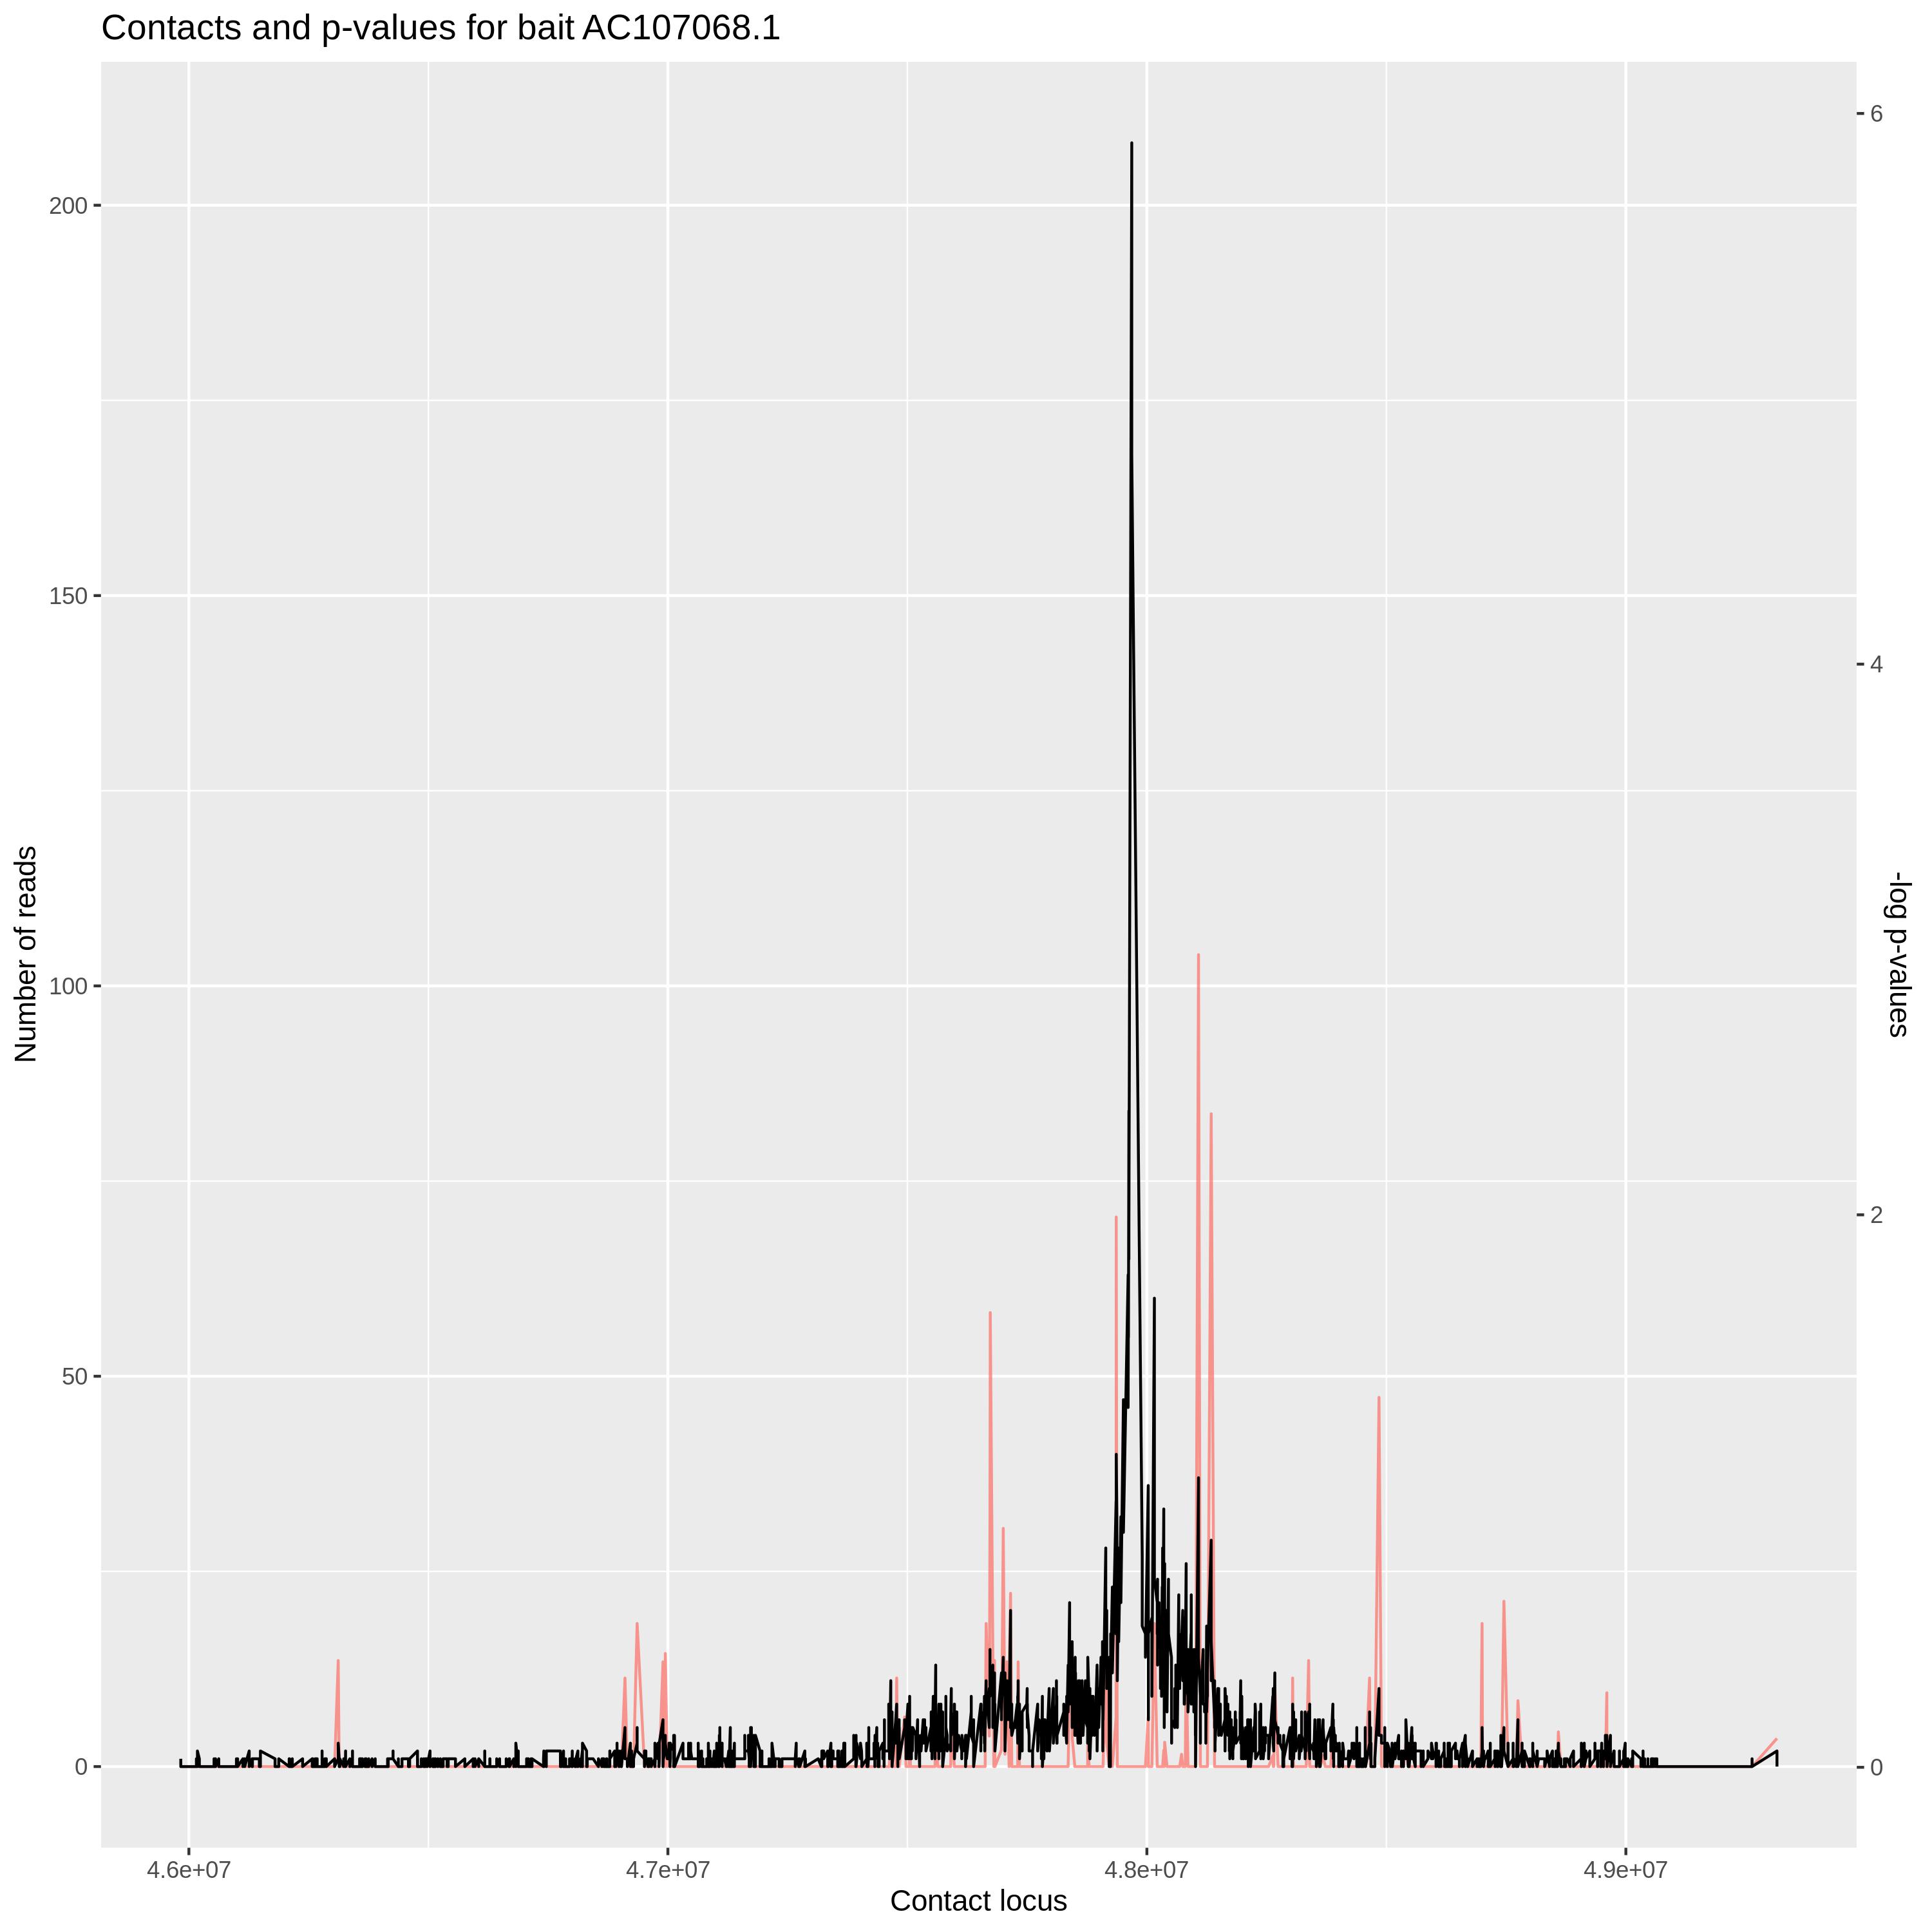 Contacts and p-values for bait AC107068.1
6
200
150
4
Number of reads
-log p-values
100
2
50
0
0
4.6e+07
4.7e+07
4.8e+07
4.9e+07
Contact locus